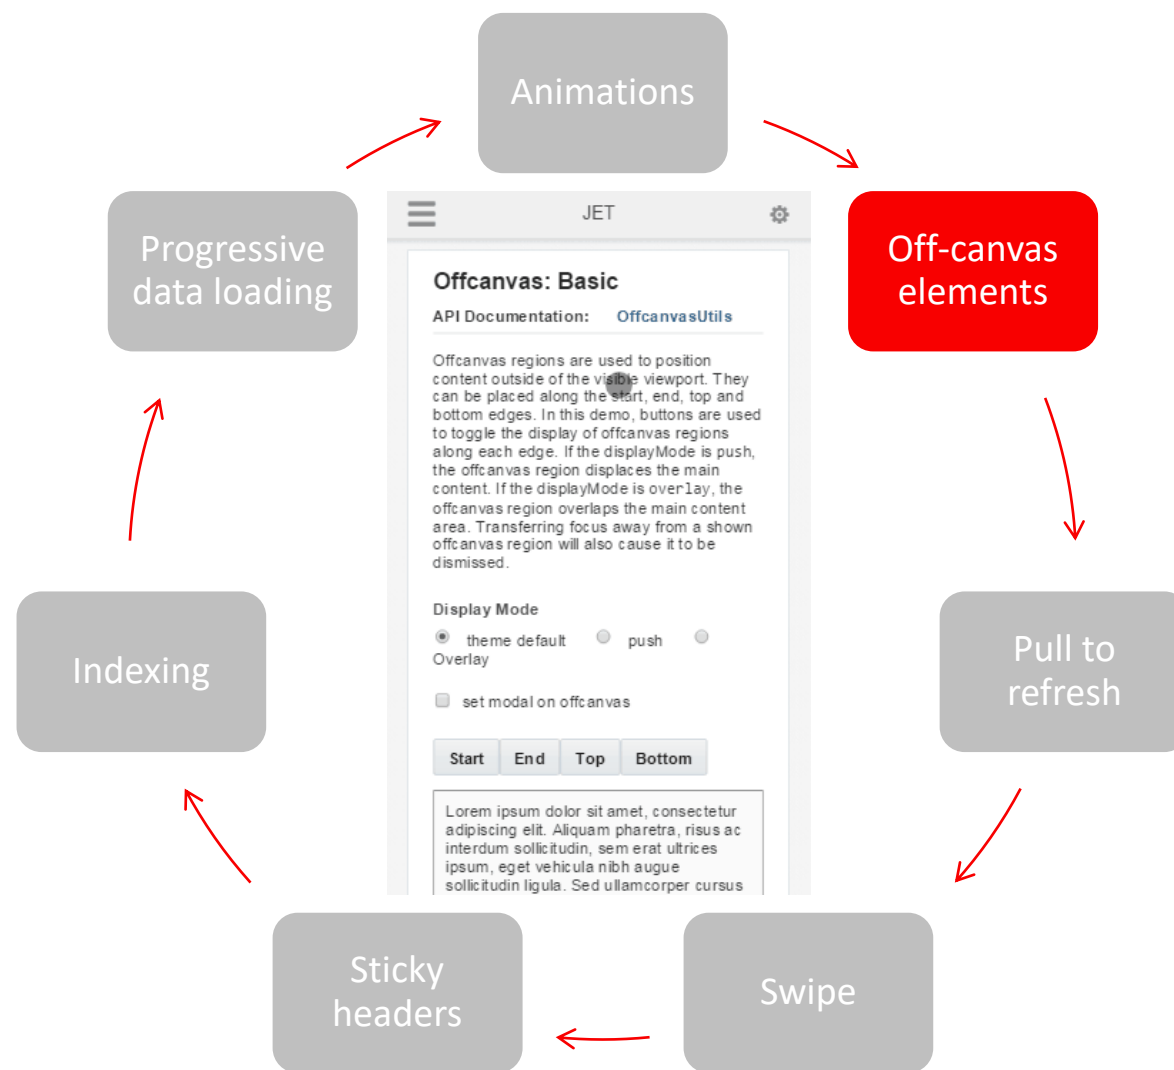 Animations
Progressive
data loading
Off-canvas
elements
JET
Offcanvas: Basic
API Documentation: OffcanvasUtils
Offcanvas regions are used to position
content outside of the visible viewport. They
can be placed along the start, end, top and
bottom edges. In this demo, buttons are used
to toggle the display of offcanvas regions
along each edge. If the displayMode is push,
the offcanvas region displaces the main
content. If the displayMode is overlay, the
offcanvas region overlaps the main content
area. Transferring focus away from a shown
offcanvas region will also cause it to be
dismissed.
Display Mode
theme default push
Overlay
set modal on offcanvas
Start End Top Bottom
Lorem ipsum dolor sit amet, consectetur
adipiscing elit. Aliquam pharetra, risus ac
interdum sollicitudin, sem erat ultrices
ipsum, eget vehicula nibh augue
sollicitudin ligula. Sed ullamcorper cursus
Indexing
Pull to
refresh
Sticky
headers
Swipe